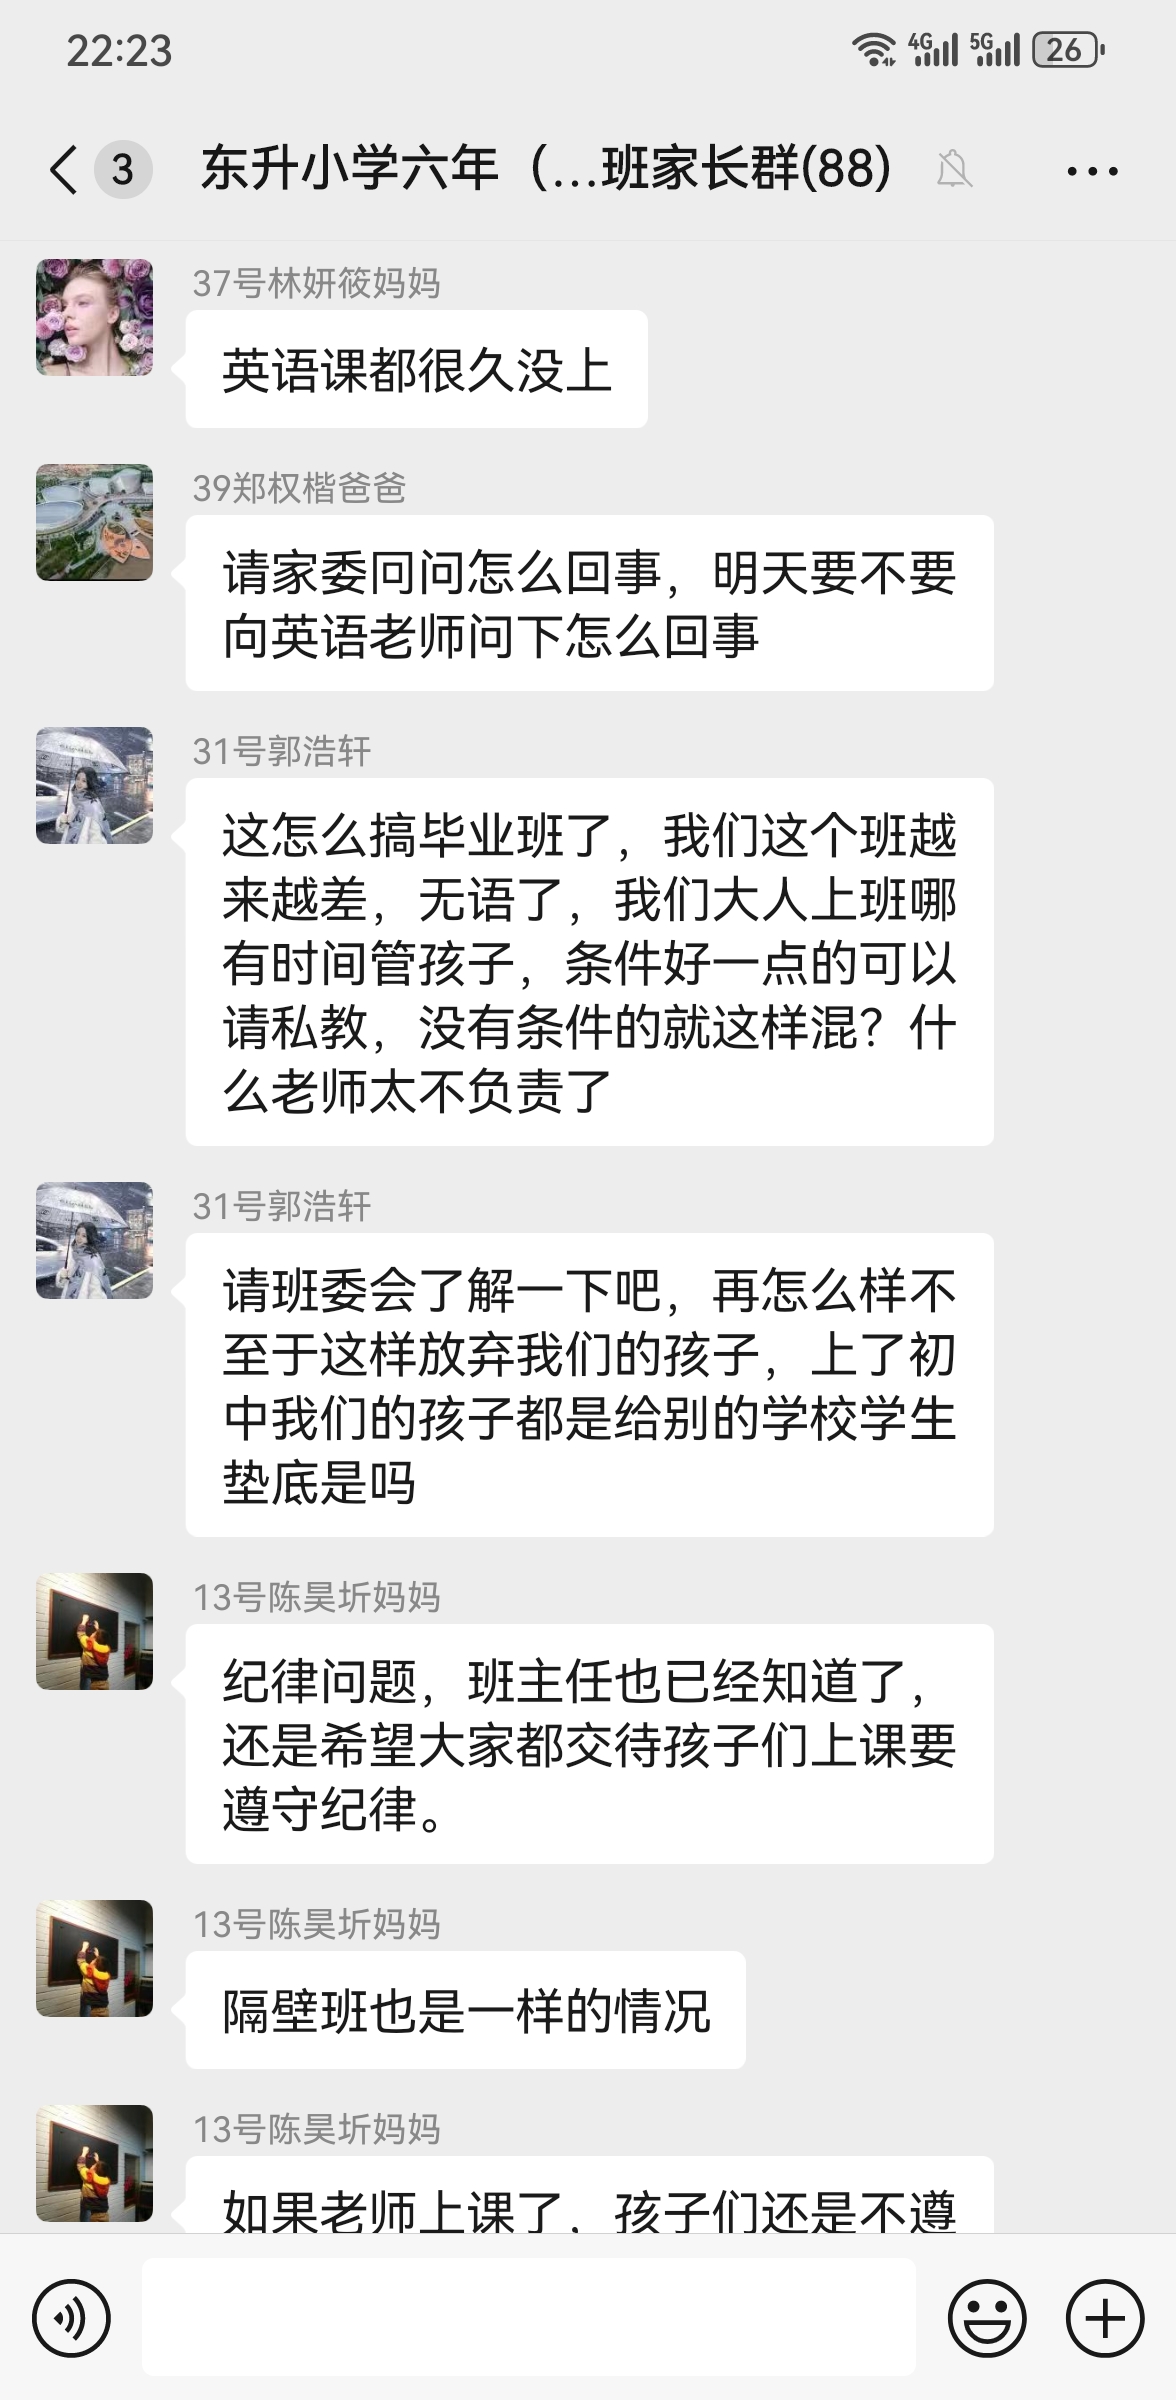 22:23
4G 5G 26
3 东升小学六年（...班家长群(88)
37号林妍筱妈妈
英语课都很久没上
39郑权楷爸爸
请家委问问怎么回事，明天要不要
向英语老师问下怎么回事
31号郭浩轩
这怎么搞毕业班了，我们这个班越
来越差，无语了，我们大人上班哪
有时间管孩子，条件好一点的可以
请私教，没有条件的就这样混？什
么老师太不负责了
31号郭浩轩
请班委会了解一下吧，再怎么样不
至于这样放弃我们的孩子，上了初
中我们的孩子都是给别的学校学生
垫底是吗
13号陈昊圻妈妈
纪律问题，班主任也已经知道了，
还是希望大家都交待孩子们上课要
遵守纪律。
13号陈昊圻妈妈
隔壁班也是一样的情况
13号陈昊圻妈妈
如果老师上课了，孩子们还是不遵